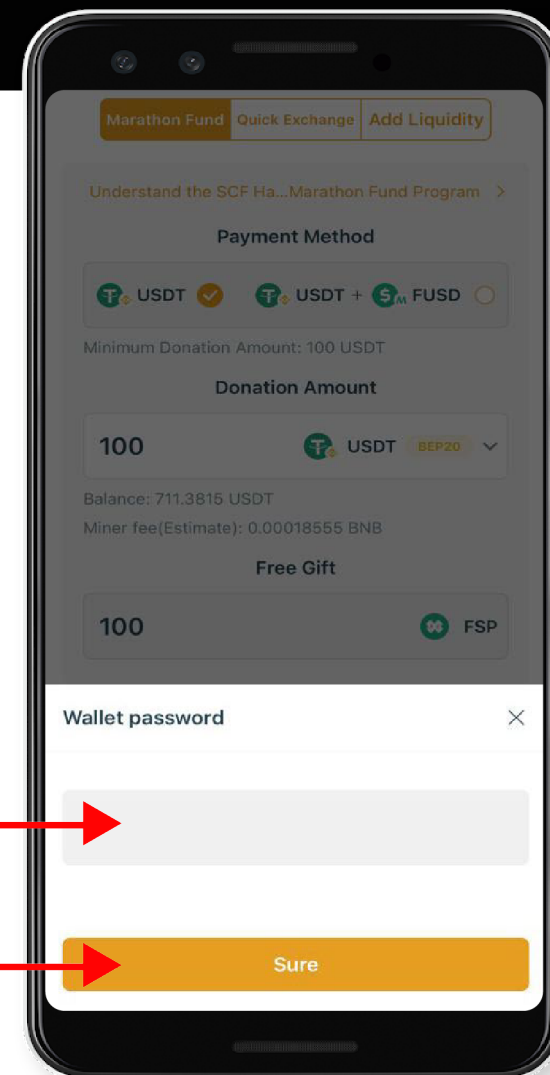 Marathon Fund Quick Exchange Add Liquidity
Understand the SCF Ha...Marathon Fund Program >
Payment Method
USDT USDT + FUSD
Minimum Donation Amount: 100 USDT
Donation Amount
100 USDT BEP20
Balance: 711.3815 USDT
Miner fee(Estimate): 0.00018555 BNB
Free Gift
100 FSP
Wallet password
Sure